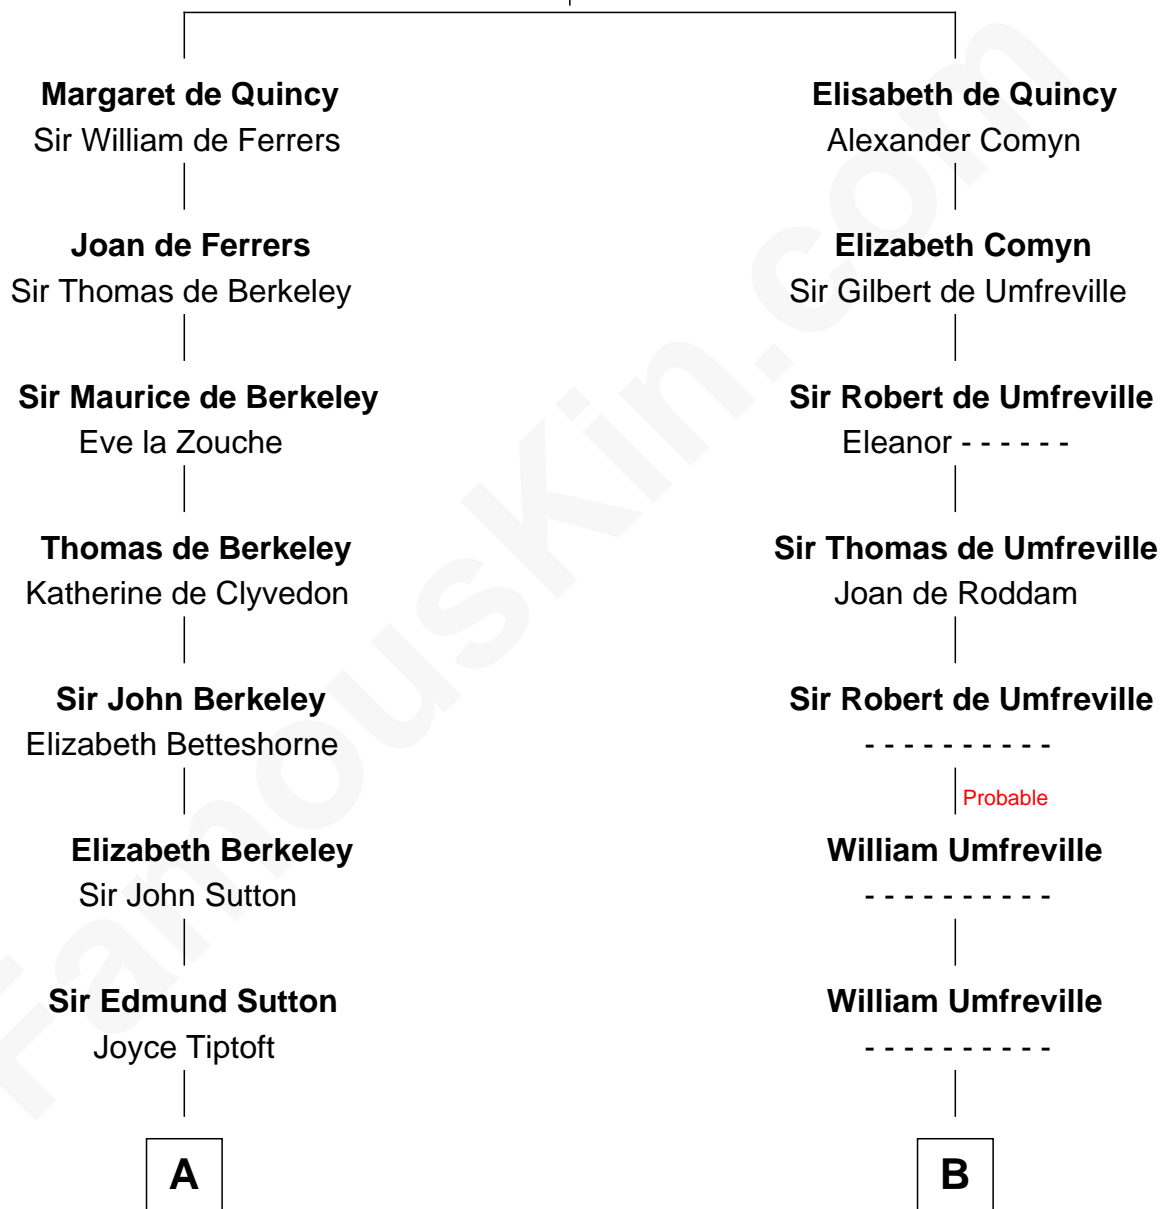 Margaret de Quincy
Sir William de Ferrers
Joan de Ferrers
Sir Thomas de Berkeley
Sir Maurice de Berkeley
Eve la Zouche
Thomas de Berkeley
Katherine de Clyvedon
Sir John Berkeley
Elizabeth Betteshorne
Elizabeth Berkeley
Sir John Sutton
Sir Edmund Sutton
Joyce Tiptoft
A
Elisabeth de Quincy
Alexander Comyn
Elizabeth Comyn
Sir Gilbert de Umfreville
Sir Robert de Umfreville
Eleanor - - - - - -
Sir Thomas de Umfreville
Joan de Roddam
Sir Robert de Umfreville
- - - - - - - - - -
Probable
William Umfreville
- - - - - - - - - -
William Umfreville
- - - - - - - - - -
B
FamousKin.com